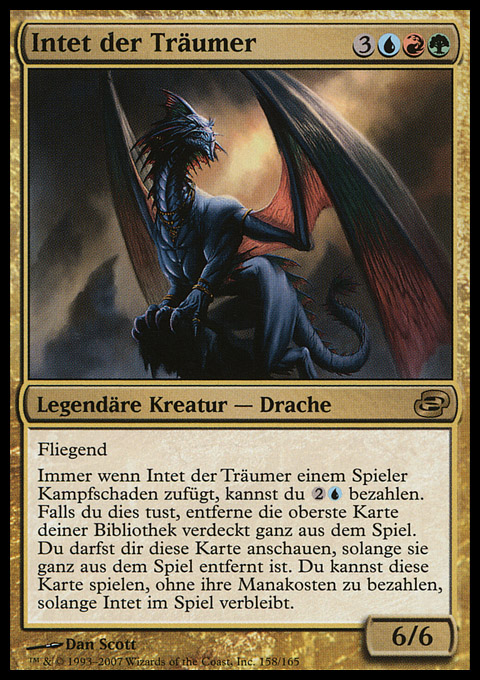 Intet der Träumer 3
Legendäre Kreatur — Drache
Fliegend
Immer wenn Intet der Träumer einem Spieler
Kampfschaden zufügt, kannst du 2 bezahlen.
Falls du dies tust, entferne die oberste Karte
deiner Bibliothek verdeckt ganz aus dem Spiel.
Du darfst dir diese Karte anschauen, solange sie
ganz aus dem Spiel entfernt ist. Du kannst diese
Karte spielen, ohne ihre Manakosten zu bezahlen,
solange Intet im Spiel verbleibt.
6/6
Dan Scott
™ & © 1993–2007 Wizards of the Coast, Inc. 158/165